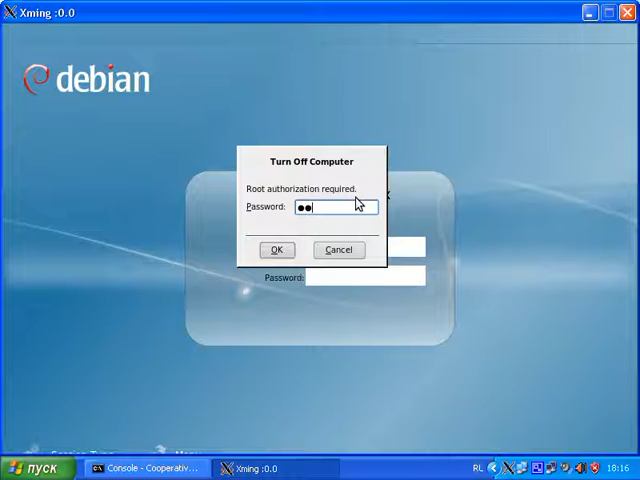 Xming :0.0
debian
Turn Off Computer
Root authorization required.
Password:
OK
Cancel
Password:
пуск
Console - Cooperativ...
Xming :0.0
RL
18:16